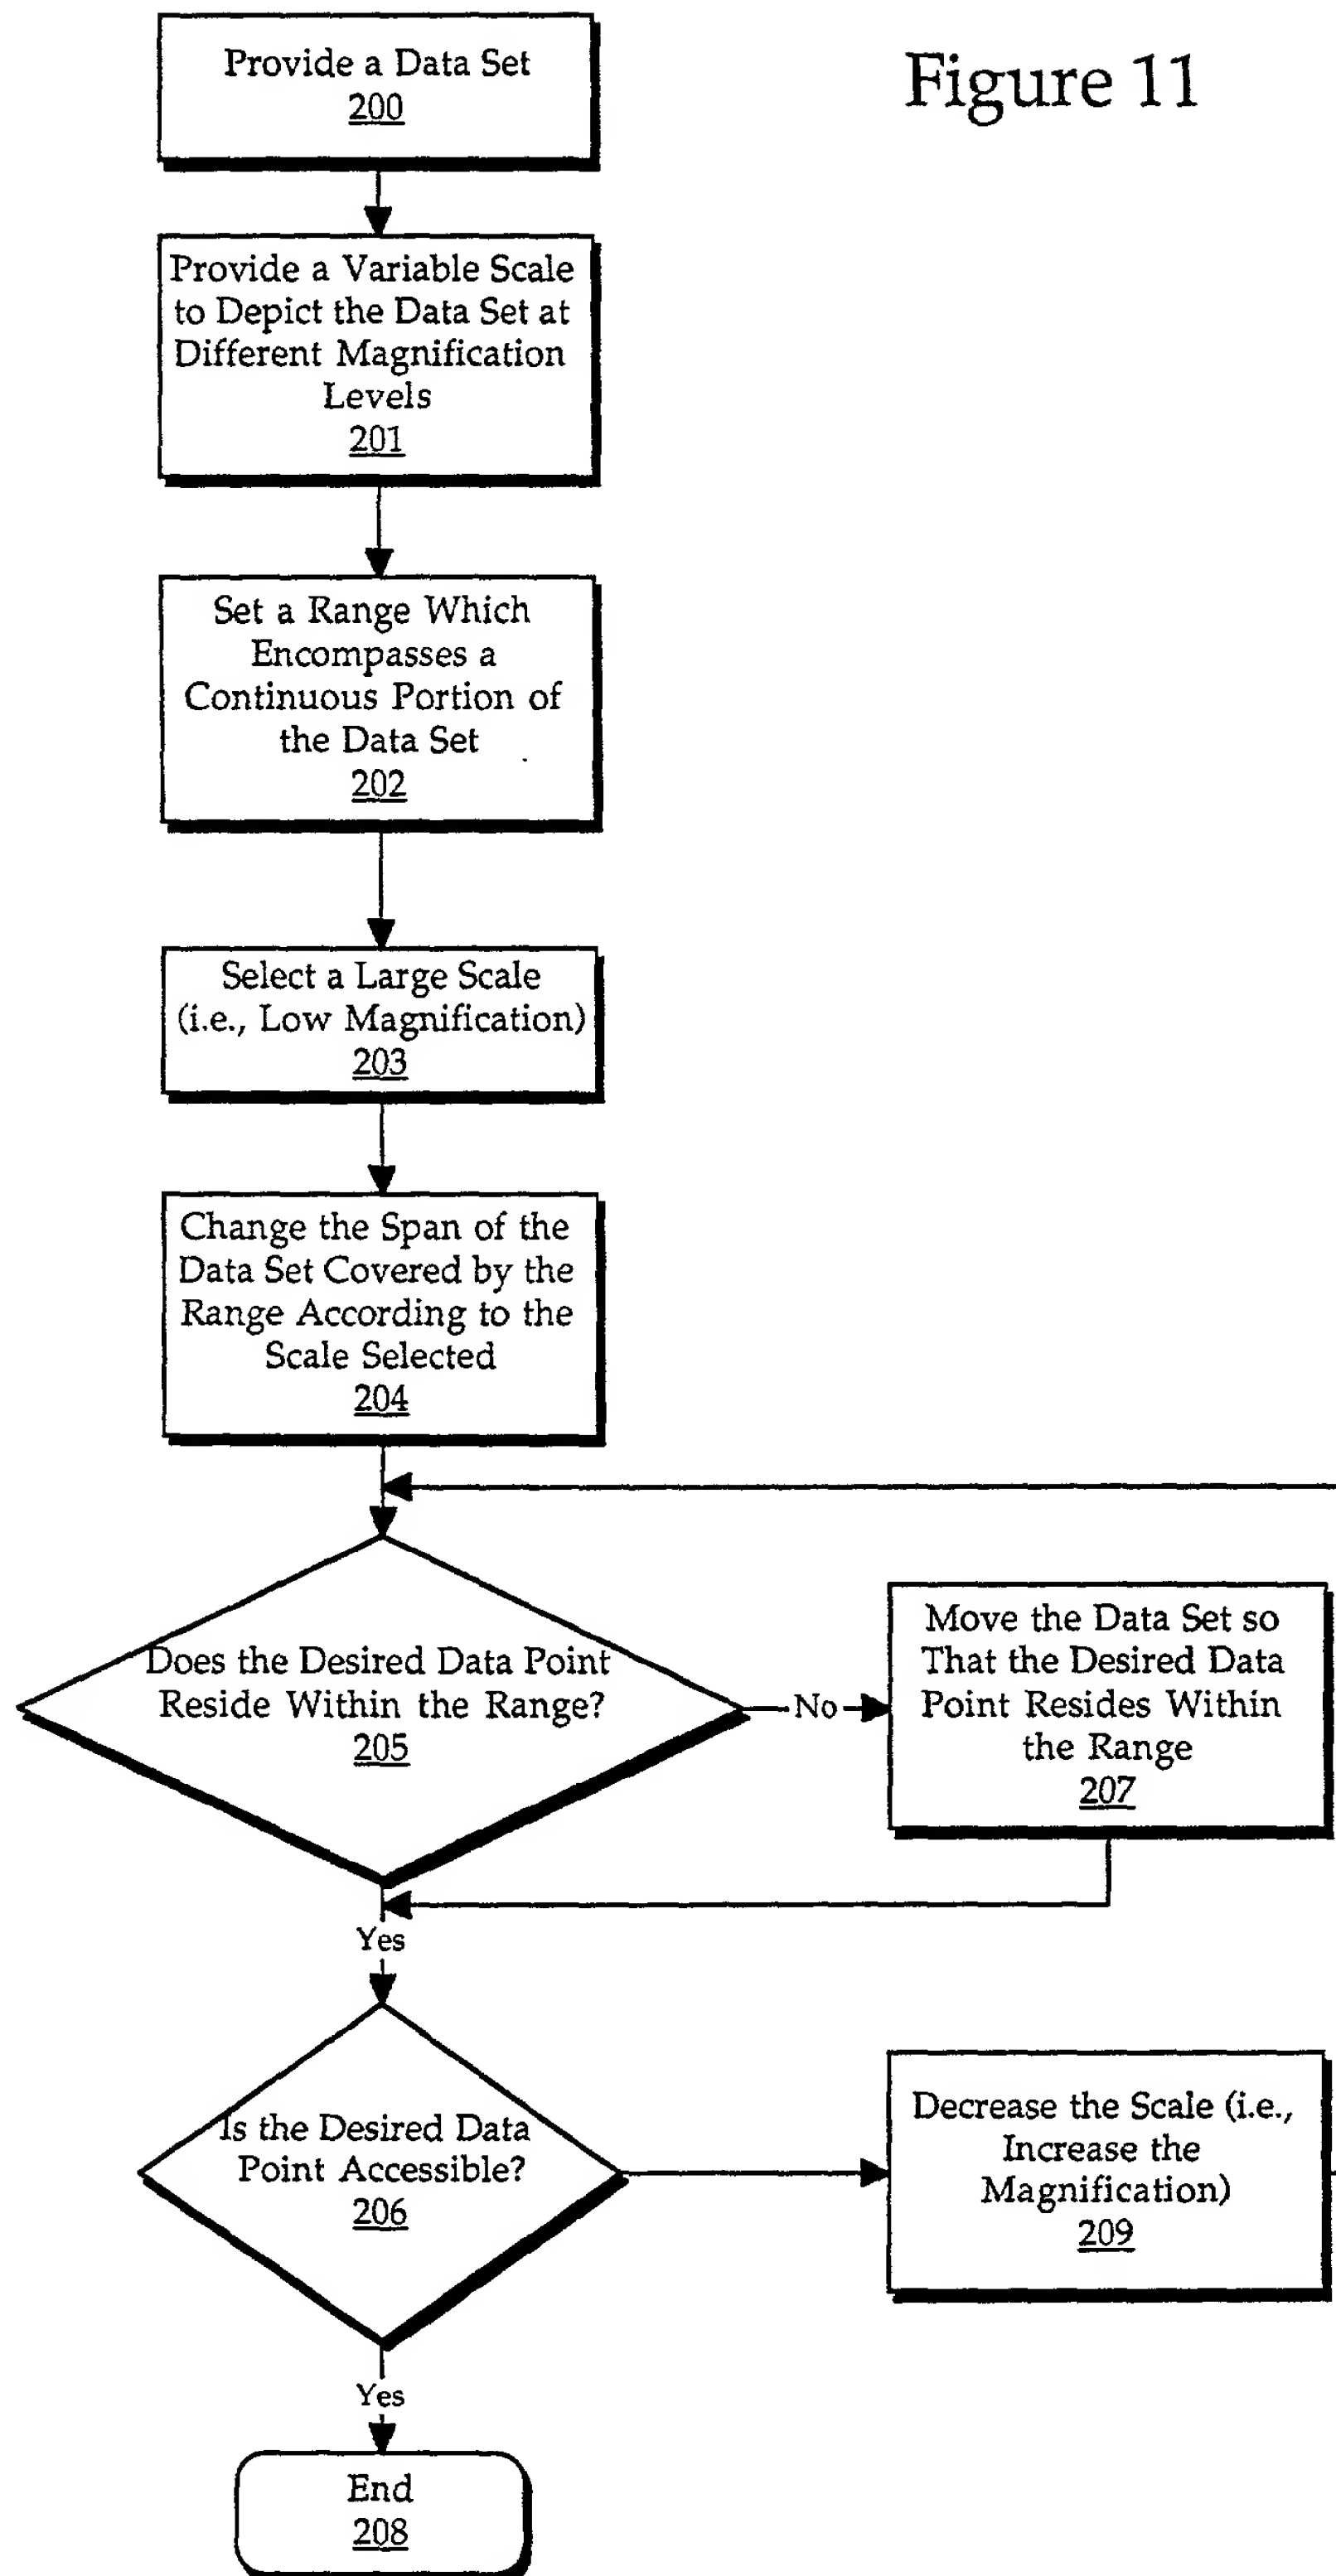 Figure 11
Provide a Data Set
200
Provide a Variable Scale
to Depict the Data Set at
Different Magnification
Levels
201
Set a Range Which
Encompasses a
Continuous Portion of
the Data Set
202
Select a Large Scale
(i.e., Low Magnification)
203
Change the Span of the
Data Set Covered by the
Range According to the
Scale Selected
204
Does the Desired Data Point
Reside Within the Range?
205
No
Move the Data Set so
That the Desired Data
Point Resides Within
the Range
207
Yes
Is the Desired Data
Point Accessible?
206
Decrease the Scale (i.e.,
Increase the
Magnification)
209
Yes
End
208